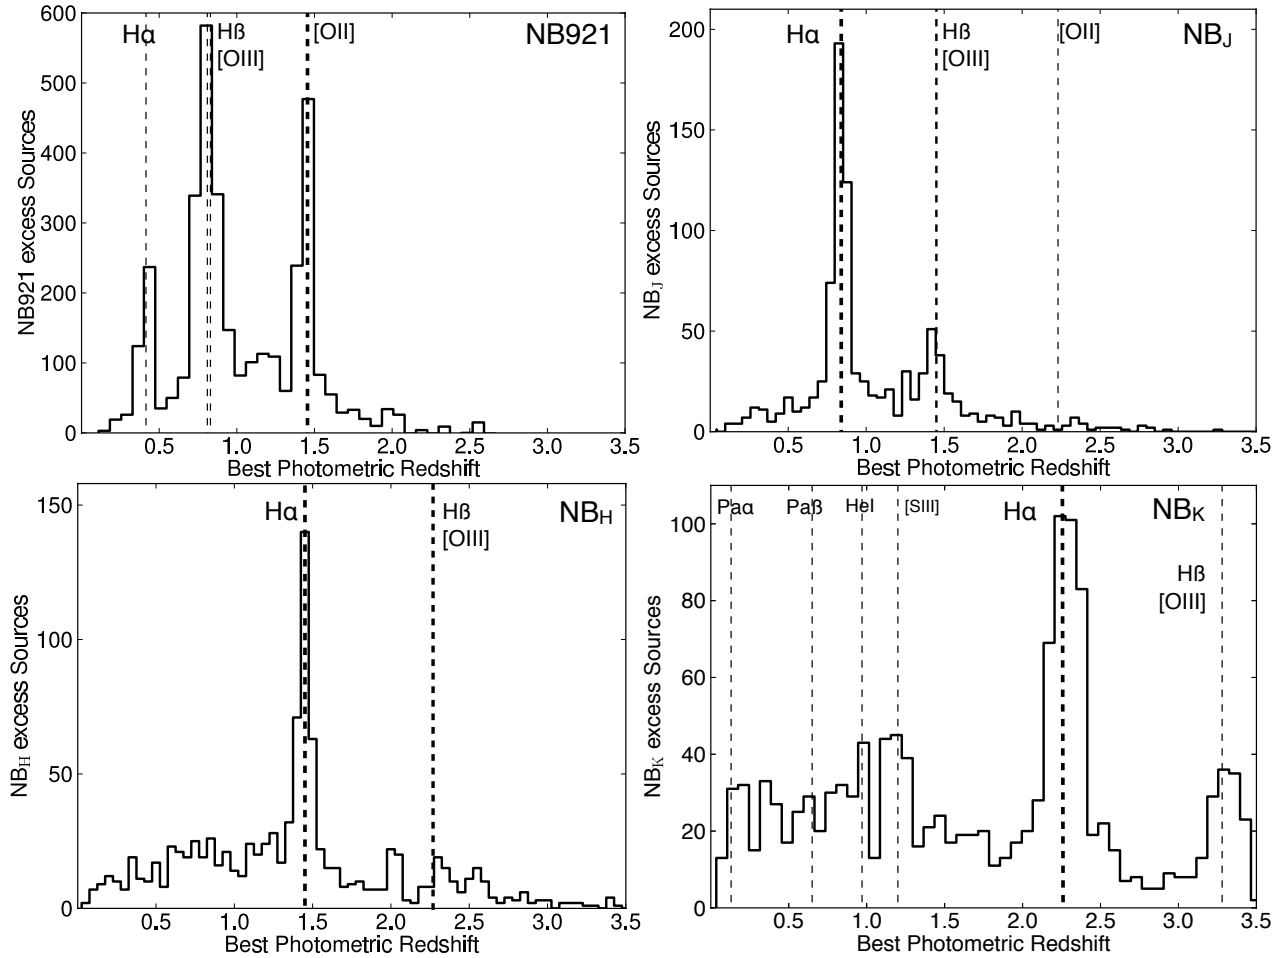 600
500
400
300
200
100
0
NB921 excess Sources
Hα
Hß
[OIII]
[OII]
NB921
0.5 1.0 1.5 2.0 2.5 3.0 3.5
Best Photometric Redshift
200
150
100
50
0
NBJ excess Sources
Hα
Hß
[OIII]
[OII]
NBJ
0.5 1.0 1.5 2.0 2.5 3.0 3.5
Best Photometric Redshift
150
100
50
0
NBH excess Sources
Hα
Hß
[OIII]
NBH
0.5 1.0 1.5 2.0 2.5 3.0 3.5
Best Photometric Redshift
100
80
60
40
20
0
NBK excess Sources
Paα
Paß
HeI
[SIII]
Hα
NBK
Hß
[OIII]
0.5 1.0 1.5 2.0 2.5 3.0 3.5
Best Photometric Redshift